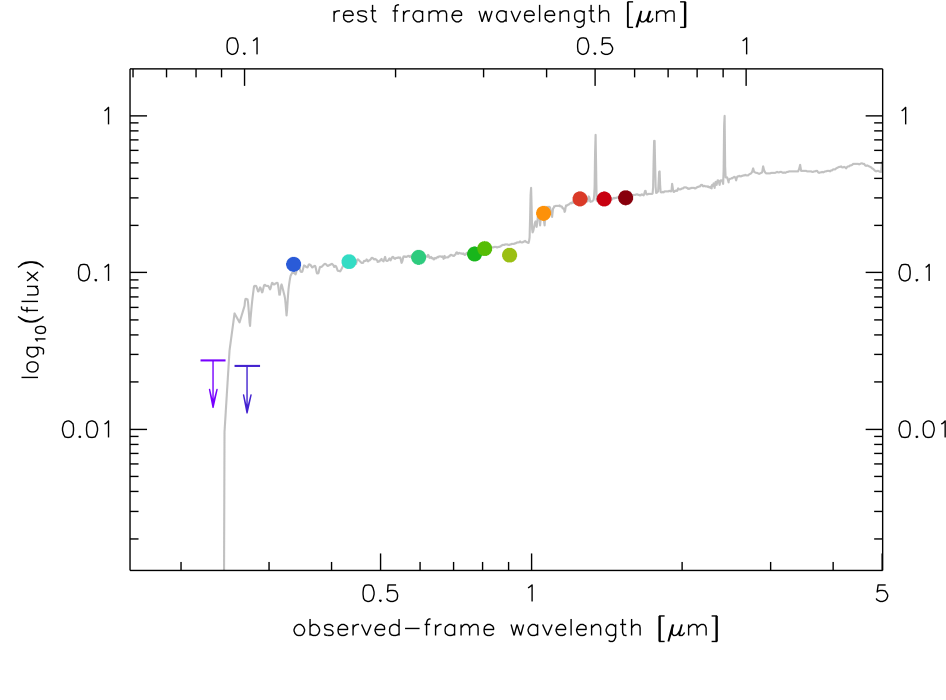 rest frame wavelength [μm]
0.1 0.5 1
1 1
0.1 0.1
0.01 0.01
log10(flux)
0.5 1 5
observed-frame wavelength [μm]